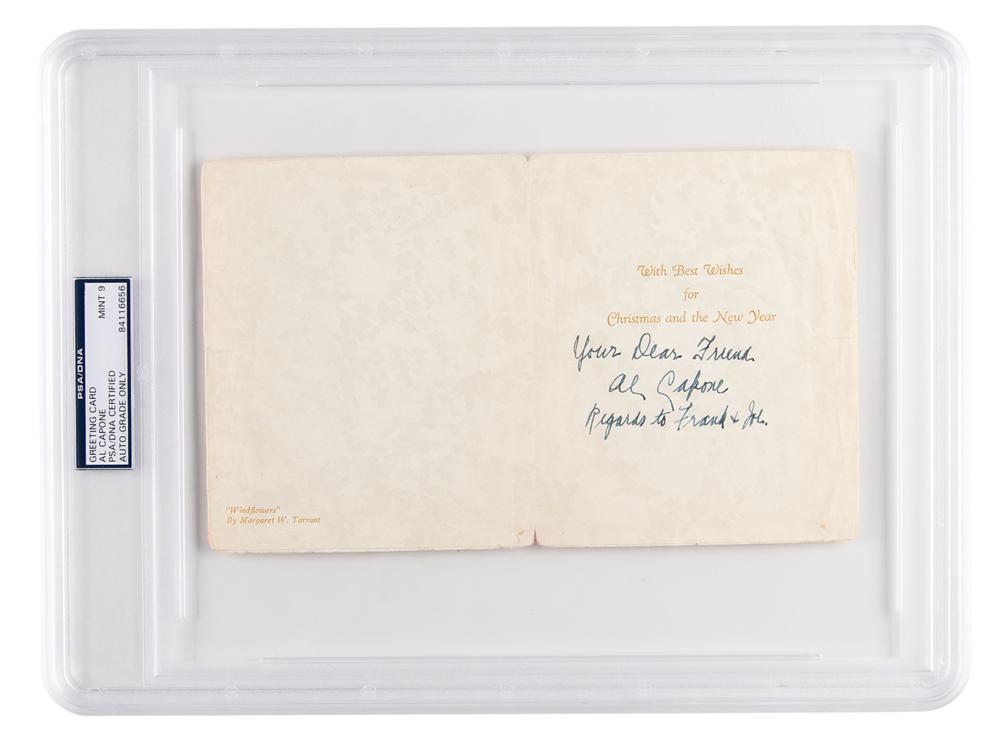 PSA/DNA
GREETING CARD
MINT 9
AL CAPONE
PSA/DNA CERTIFIED
AUTO GRADE ONLY
84116656
With Best Wishes
for
Christmas and the New Year
Your Dear Friend
Al Capone
Regards to Frank + Joe.
"Windflowers"
By Margaret W. Tarrant